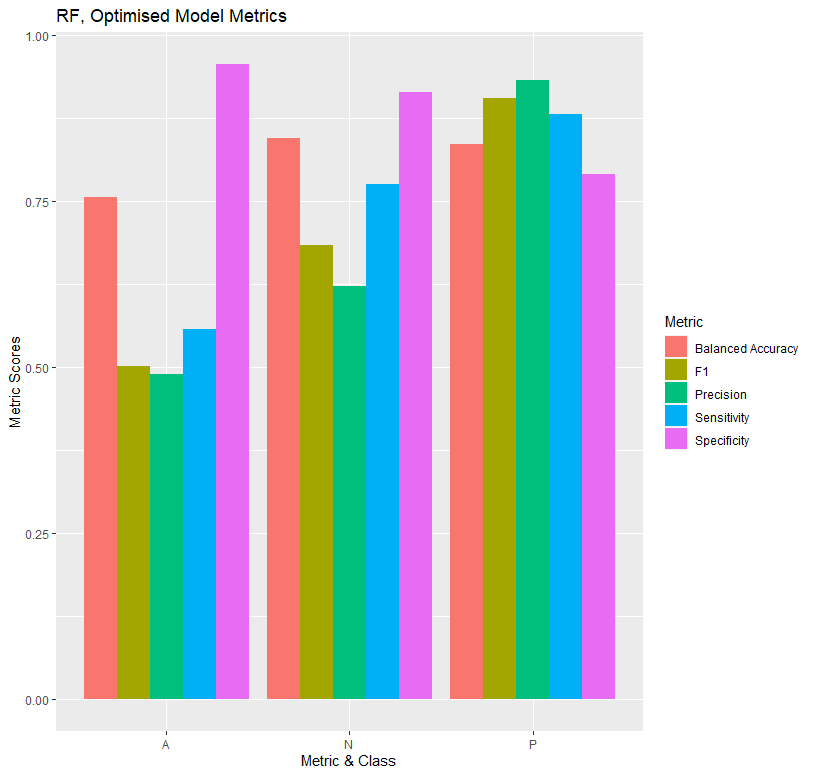 RF, Optimised Model Metrics
1.00
0.75
0.50
0.25
0.00
Metric Scores
A
N
P
Metric & Class
Metric
Balanced Accuracy
F1
Precision
Sensitivity
Specificity